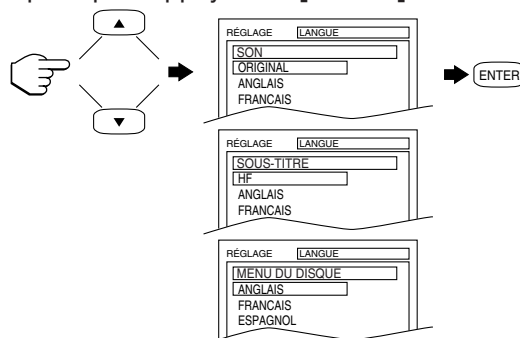 RÉGLAGE LANGUE
SON
ORIGINAL
ANGLAIS
FRANCAIS
ENTER
RÉGLAGE LANGUE
SOUS-TITRE
HF
ANGLAIS
FRANCAIS
RÉGLAGE LANGUE
MENU DU DISQUE
ANGLAIS
FRANCAIS
ESPAGNOL